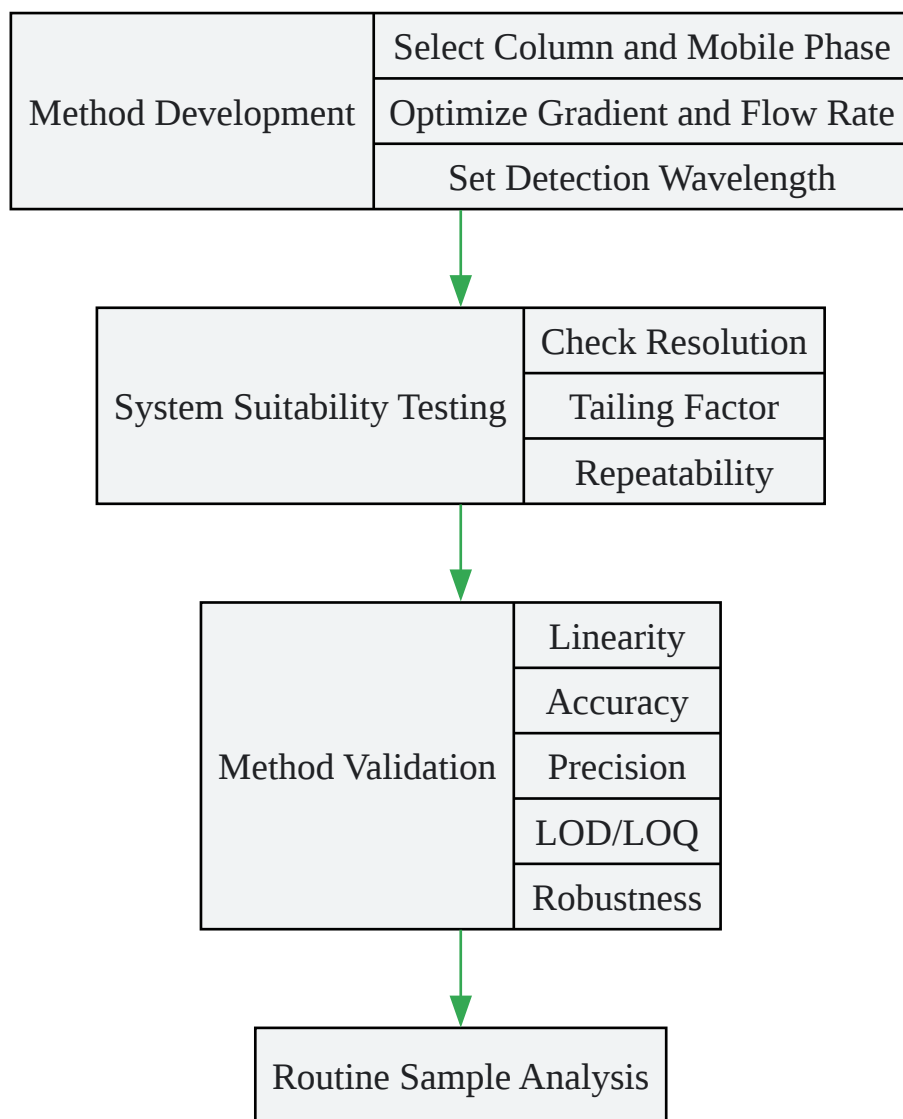 Method Development
Select Column and Mobile Phase
Optimize Gradient and Flow Rate
Set Detection Wavelength
System Suitability Testing
Check Resolution
Tailing Factor
Repeatability
Method Validation
Linearity
Accuracy
Precision
LOD/LOQ
Robustness
Routine Sample Analysis